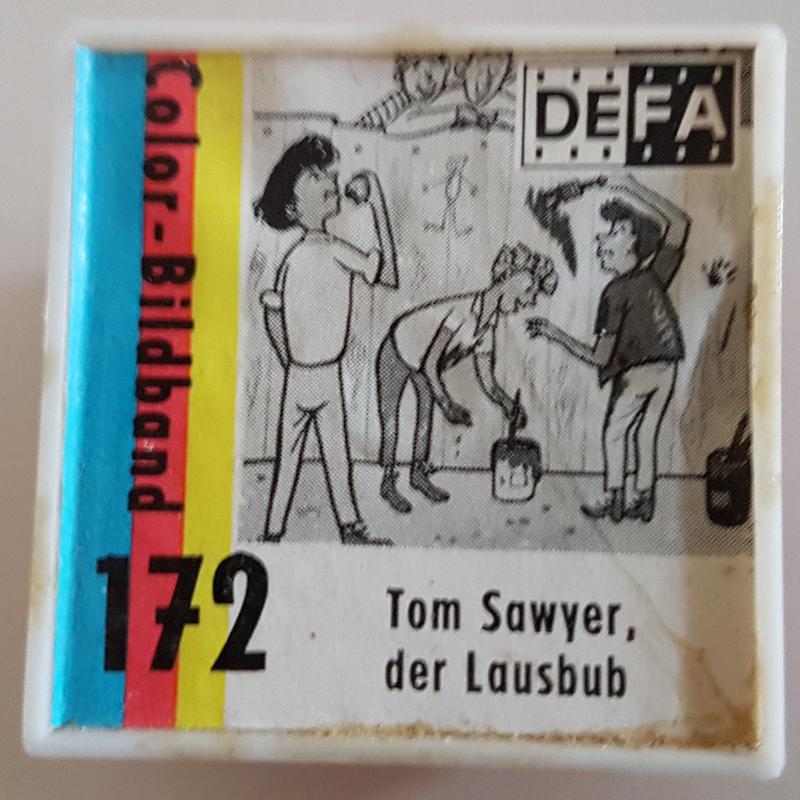 DEFA
Color-Bildband
172
Tom Sawyer,
der Lausbub